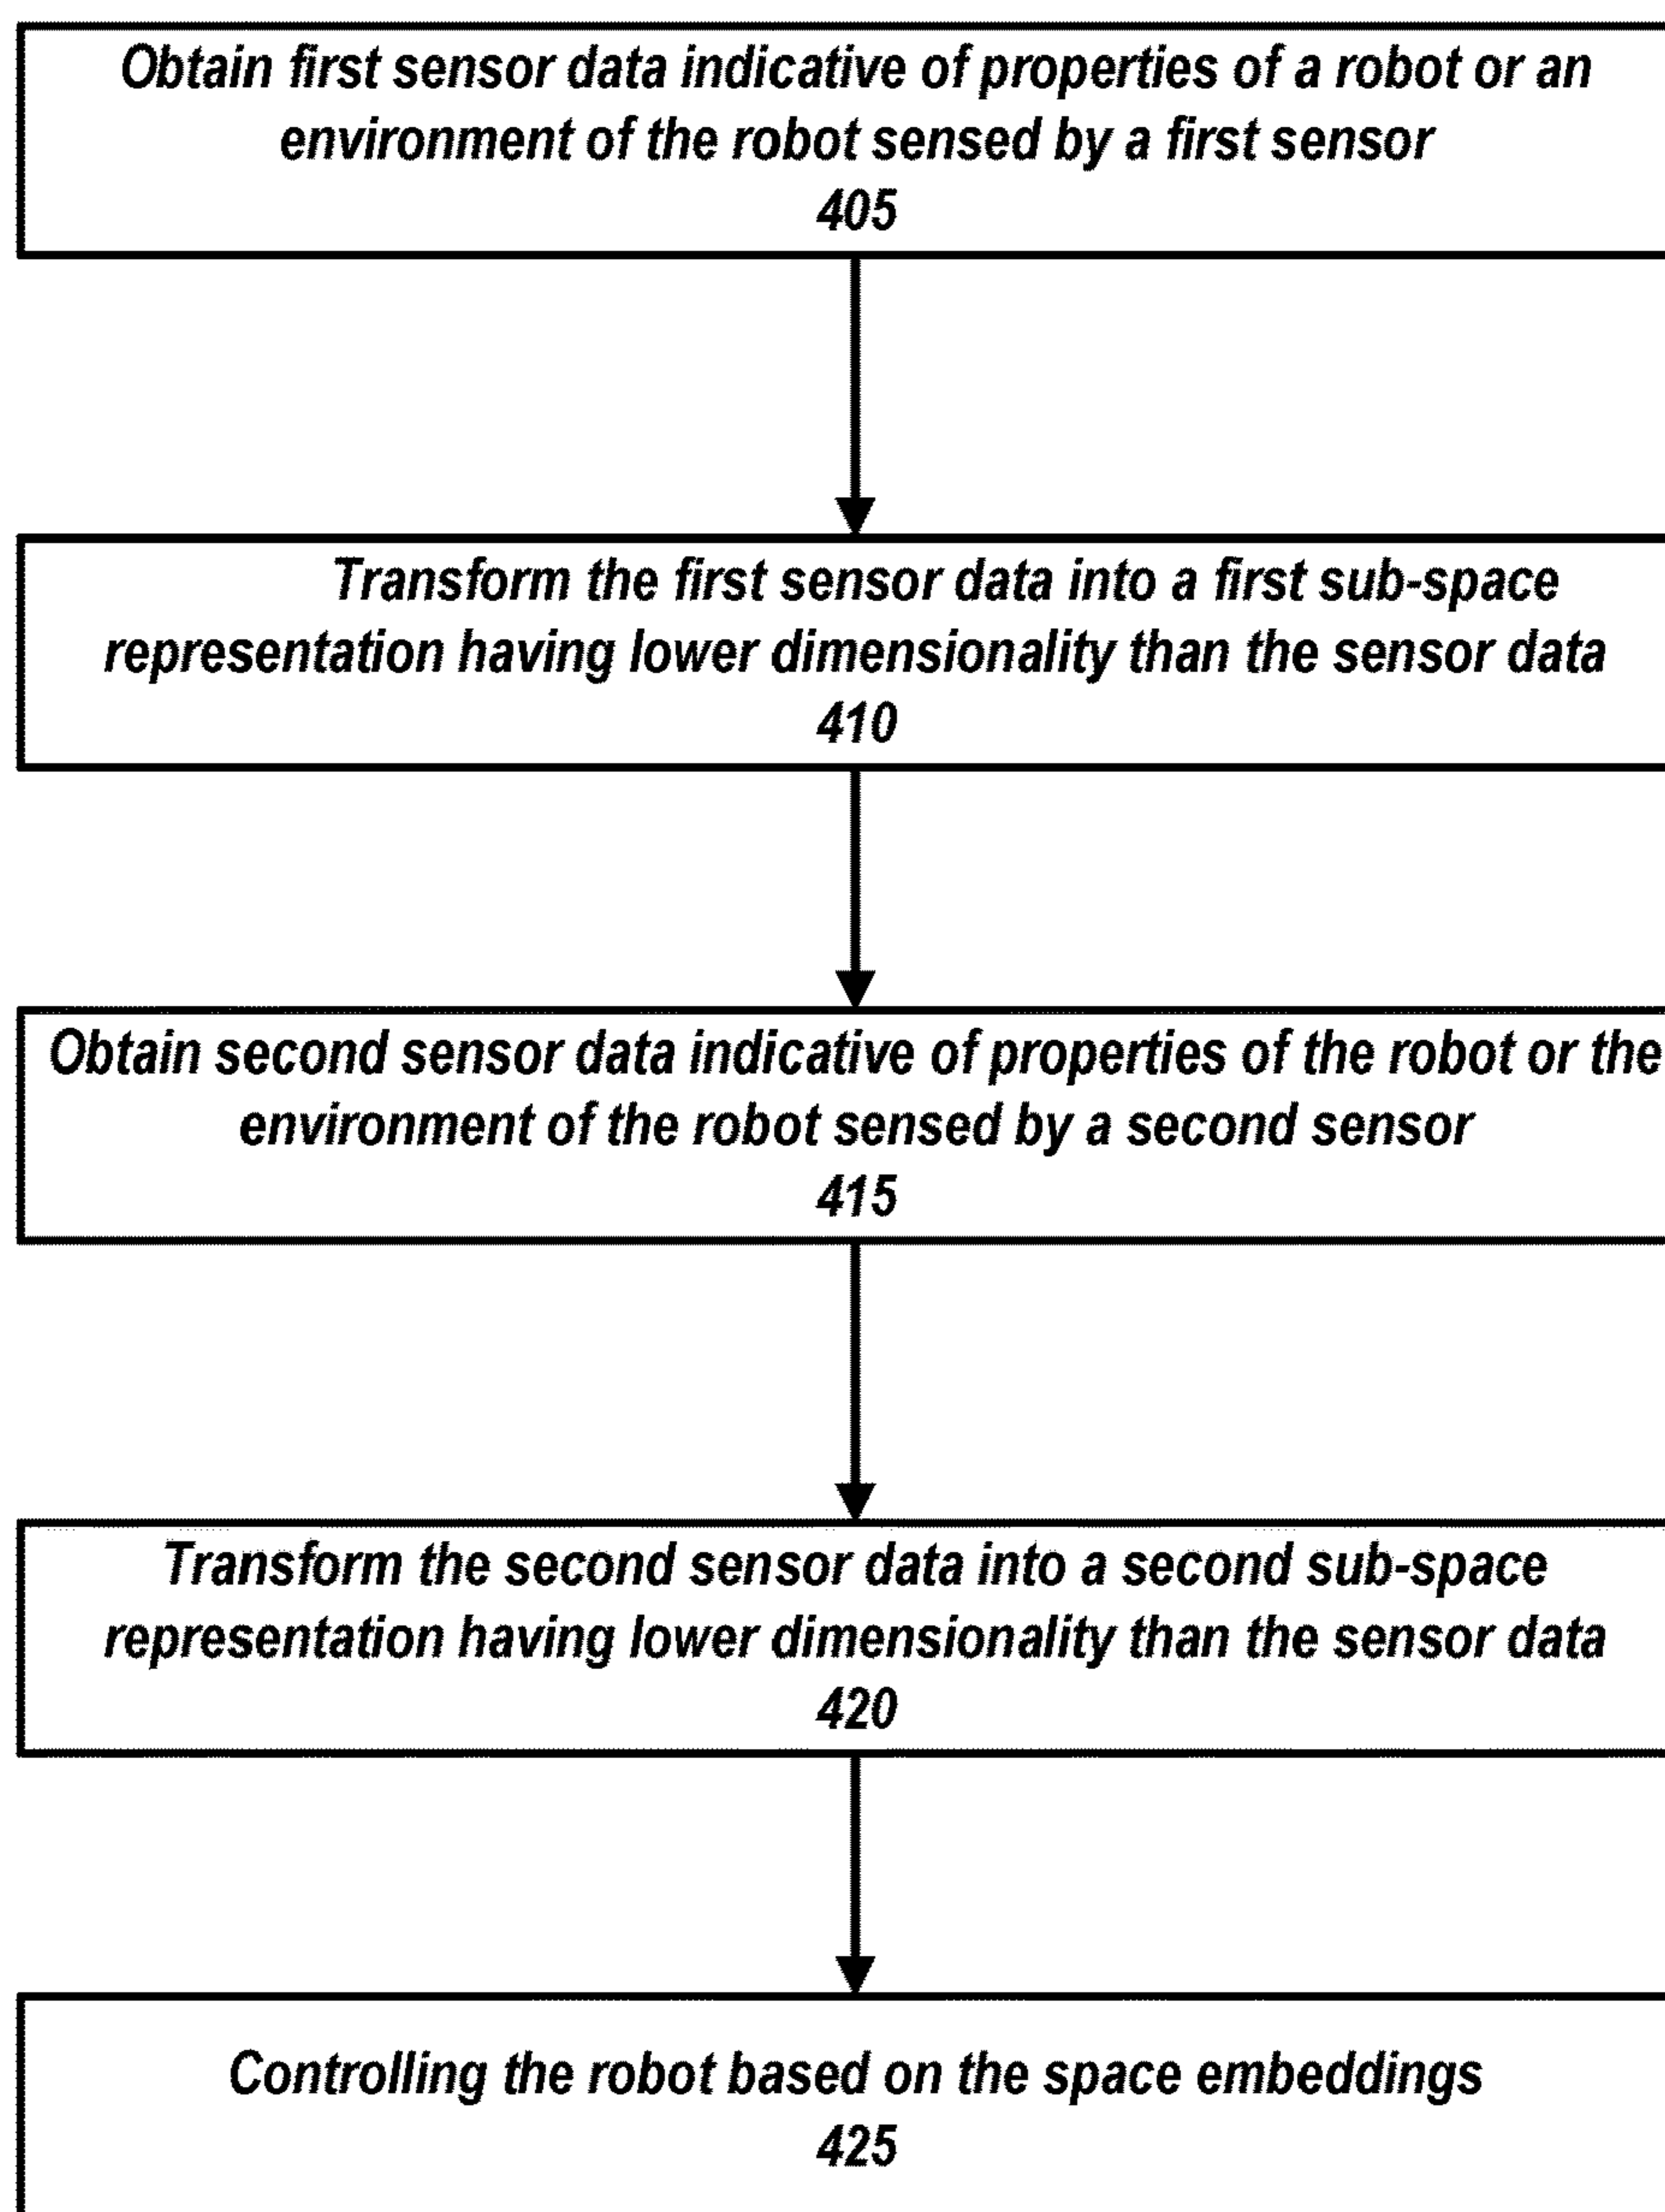 Obtain first sensor data indicative of properties of a robot or an
environment of the robot sensed by a first sensor
405
Transform the first sensor data into a first sub-space
representation having lower dimensionality than the sensor data
410
Obtain second sensor data indicative of properties of the robot or the
environment of the robot sensed by a second sensor
415
Transform the second sensor data into a second sub-space
representation having lower dimensionality than the sensor data
420
Controlling the robot based on the space embeddings
425